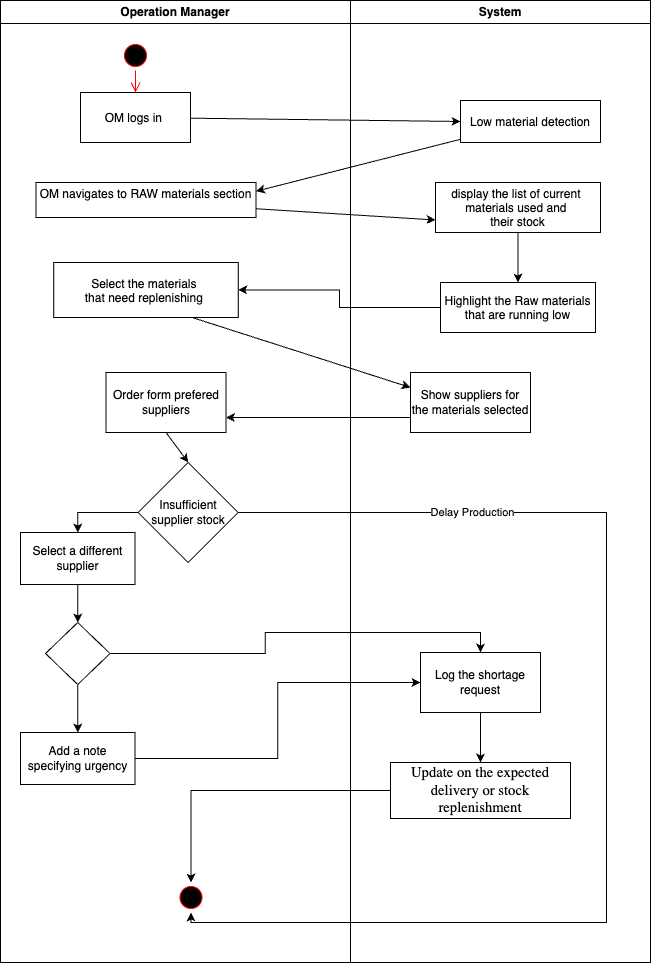 Operation Manager
System
OM logs in
Low material detection
OM navigates to RAW materials section
display the list of current
materials used and
their stock
Select the materials
that need replenishing
Highlight the Raw materials
that are running low
Order form prefered
suppliers
Show suppliers for
the materials selected
Insufficient
supplier stock
Delay Production
Select a different
supplier
Log the shortage
request
Add a note
specifying urgency
Update on the expected
delivery or stock
replenishment